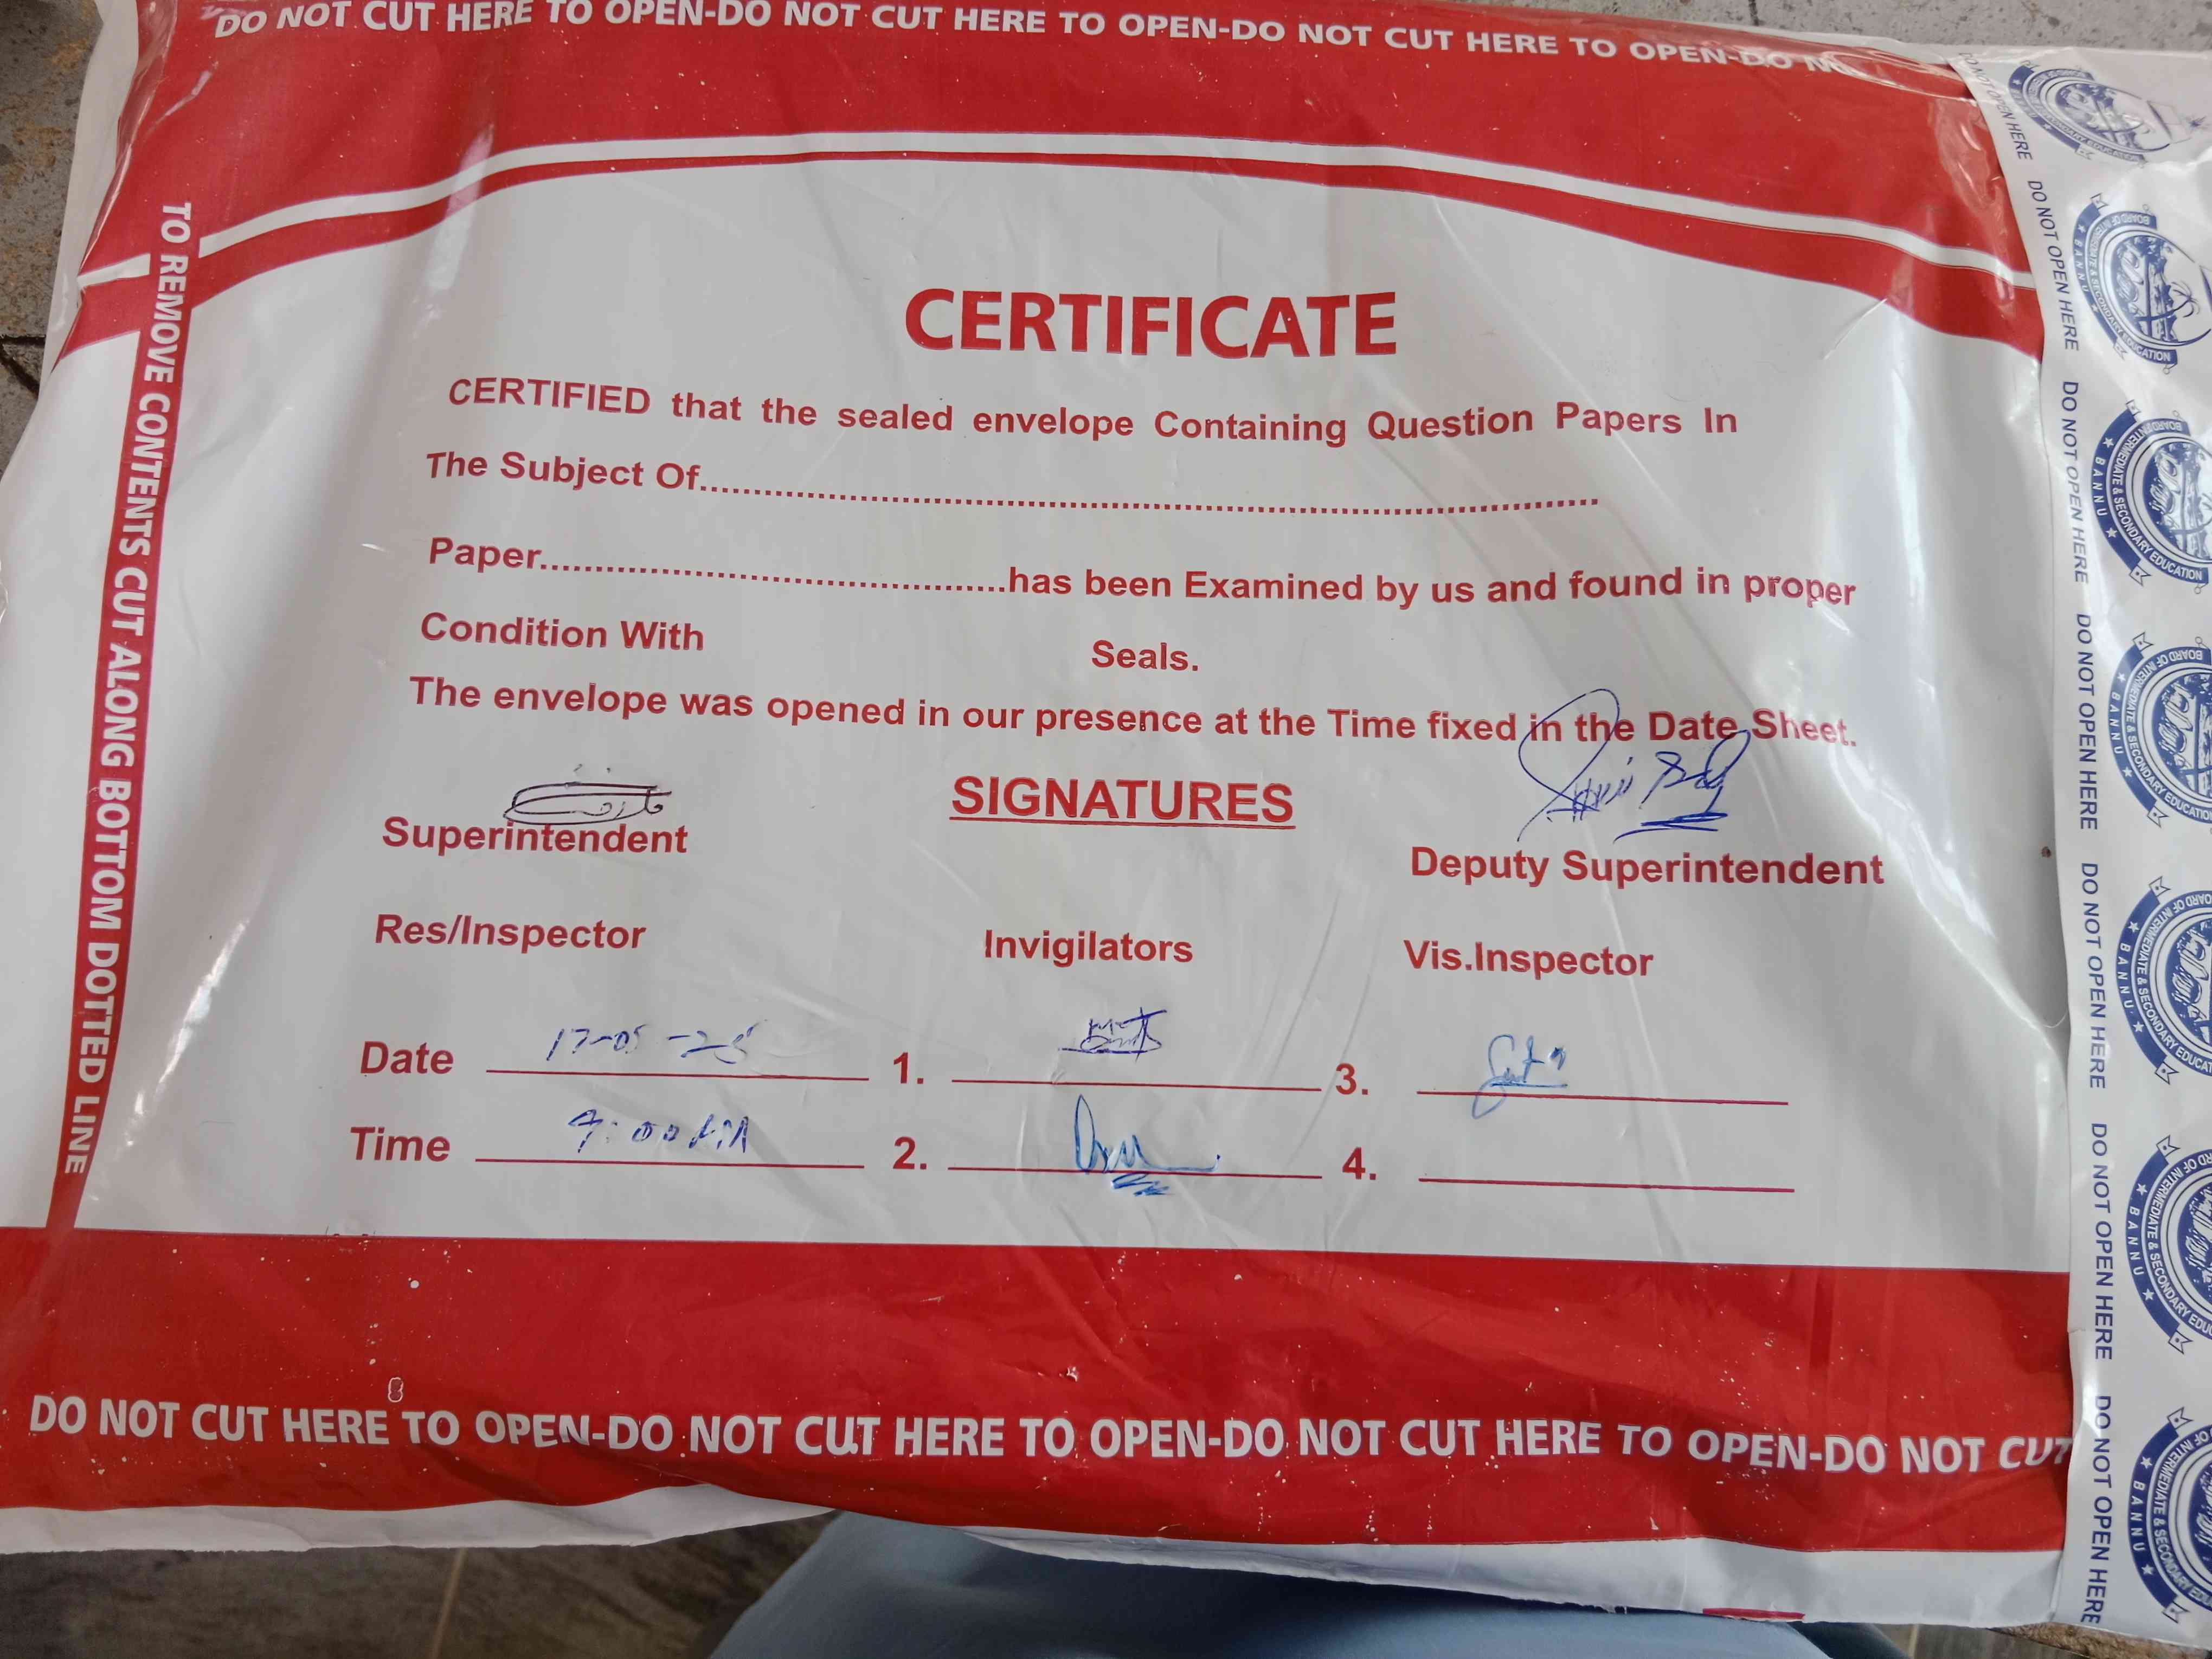 DO NOT CUT HERE TO OPEN-DO NOT CUT HERE TO OPEN-DO NOT CUT HERE TO OPEN-DO
TO REMOVE CONTENTS CUT ALONG BOTTOM DOTTED LINE
CERTIFICATE
CERTIFIED that the sealed envelope Containing Question Papers In
The Subject Of..........................................................................................
Paper..............................................has been Examined by us and found in proper
Condition With Seals.
The envelope was opened in our presence at the Time fixed in the Date Sheet.
SIGNATURES
Superintendent Deputy Superintendent
Res/Inspector Invigilators Vis.Inspector
Date 17-05-25 1. 3.
Time 9:00 AM 2. 4.
DO NOT CUT HERE TO OPEN-DO NOT CUT HERE TO OPEN-DO NOT CUT HERE TO OPEN-DO NOT CUT
DO NOT OPEN HERE DO NOT OPEN HERE DO NOT OPEN HERE DO NOT OPEN HERE DO NOT OPEN HERE DO NOT OPEN HERE DO NOT OPEN HERE
BOARD OF INTERMEDIATE & SECONDARY EDUCATION
★ BANNU ★